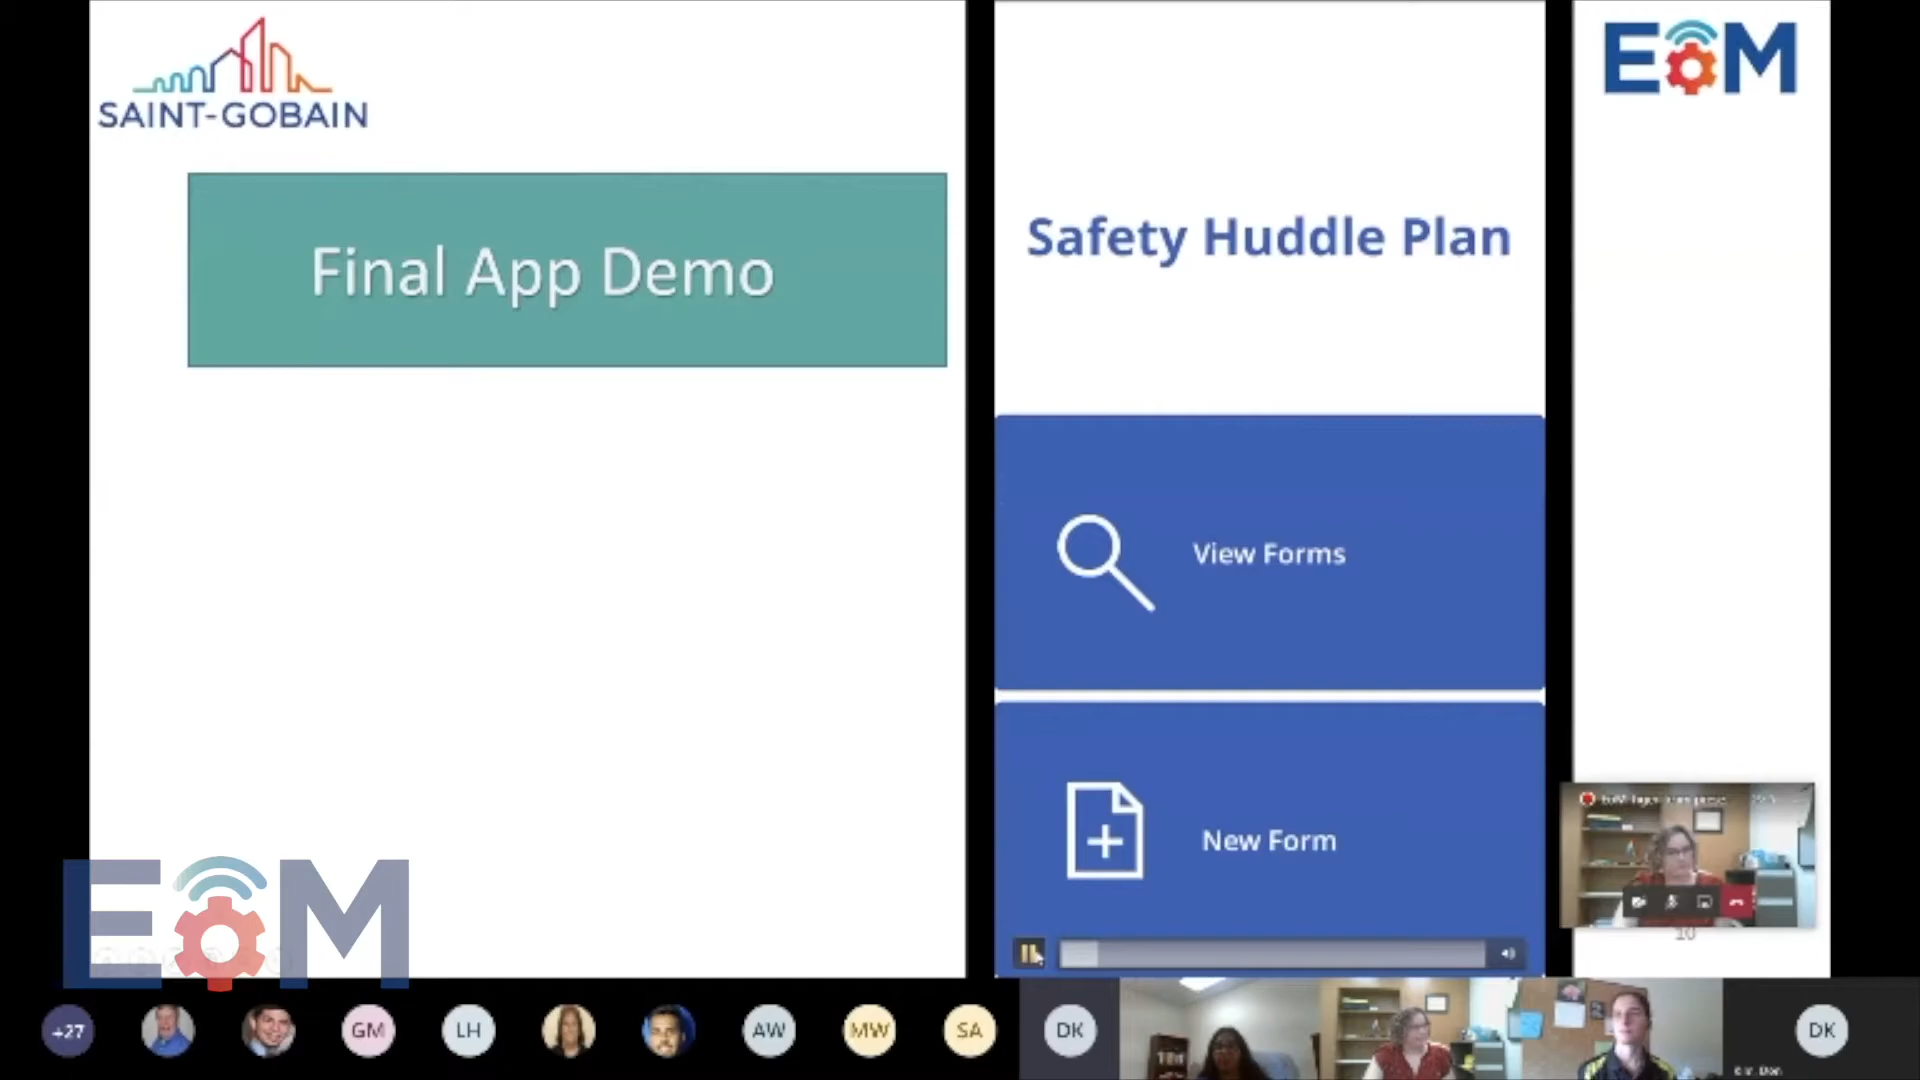 SAINT-GOBAIN
EoM
Final App Demo
Safety Huddle Plan
View Forms
New Form
10
EoM
+27
GM
LH
AW
MW
SA
DK
DK